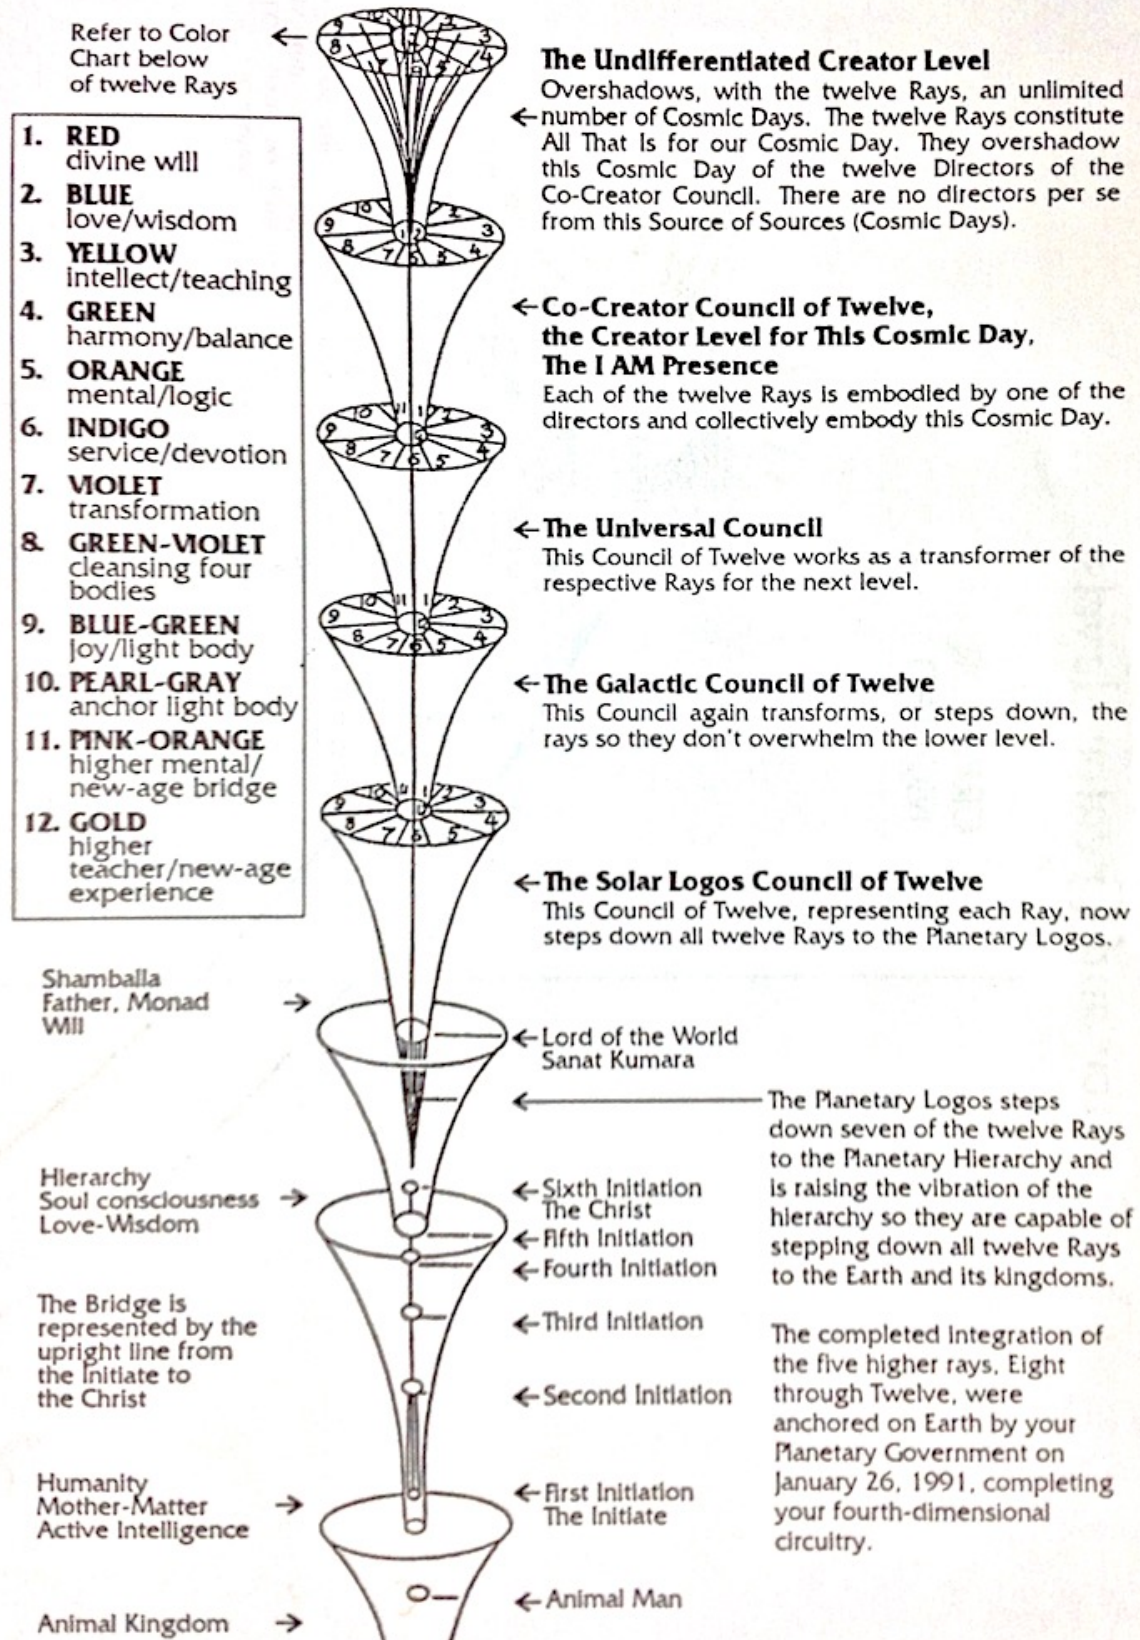 Refer to Color
Chart below
of twelve Rays
1. RED
divine will
2. BLUE
love/wisdom
3. YELLOW
intellect/teaching
4. GREEN
harmony/balance
5. ORANGE
mental/logic
6. INDIGO
service/devotion
7. VIOLET
transformation
8. GREEN-VIOLET
cleansing four
bodies
9. BLUE-GREEN
joy/light body
10. PEARL-GRAY
anchor light body
11. PINK-ORANGE
higher mental/
new-age bridge
12. GOLD
higher
teacher/new-age
experience
The Undifferentiated Creator Level
Overshadows, with the twelve Rays, an unlimited
number of Cosmic Days. The twelve Rays constitute
All That Is for our Cosmic Day. They overshadow
this Cosmic Day of the twelve Directors of the
Co-Creator Council. There are no directors per se
from this Source of Sources (Cosmic Days).
Co-Creator Council of Twelve,
the Creator Level for This Cosmic Day,
The I AM Presence
Each of the twelve Rays is embodied by one of the
directors and collectively embody this Cosmic Day.
The Universal Council
This Council of Twelve works as a transformer of the
respective Rays for the next level.
The Galactic Council of Twelve
This Council again transforms, or steps down, the
rays so they don't overwhelm the lower level.
The Solar Logos Council of Twelve
This Council of Twelve, representing each Ray, now
steps down all twelve Rays to the Planetary Logos.
Shamballa
Father, Monad
Will
Lord of the World
Sanat Kumara
The Planetary Logos steps
down seven of the twelve Rays
to the Planetary Hierarchy and
is raising the vibration of the
hierarchy so they are capable of
stepping down all twelve Rays
to the Earth and its kingdoms.
Hierarchy
Soul consciousness
Love-Wisdom
Sixth Initiation
The Christ
Fifth Initiation
Fourth Initiation
The Bridge is
represented by the
upright line from
the Initiate to
the Christ
Third Initiation
Second Initiation
The completed integration of
the five higher rays, Eight
through Twelve, were
anchored on Earth by your
Planetary Government on
January 26, 1991, completing
your fourth-dimensional
circuitry.
Humanity
Mother-Matter
Active Intelligence
First Initiation
The Initiate
Animal Man
Animal Kingdom